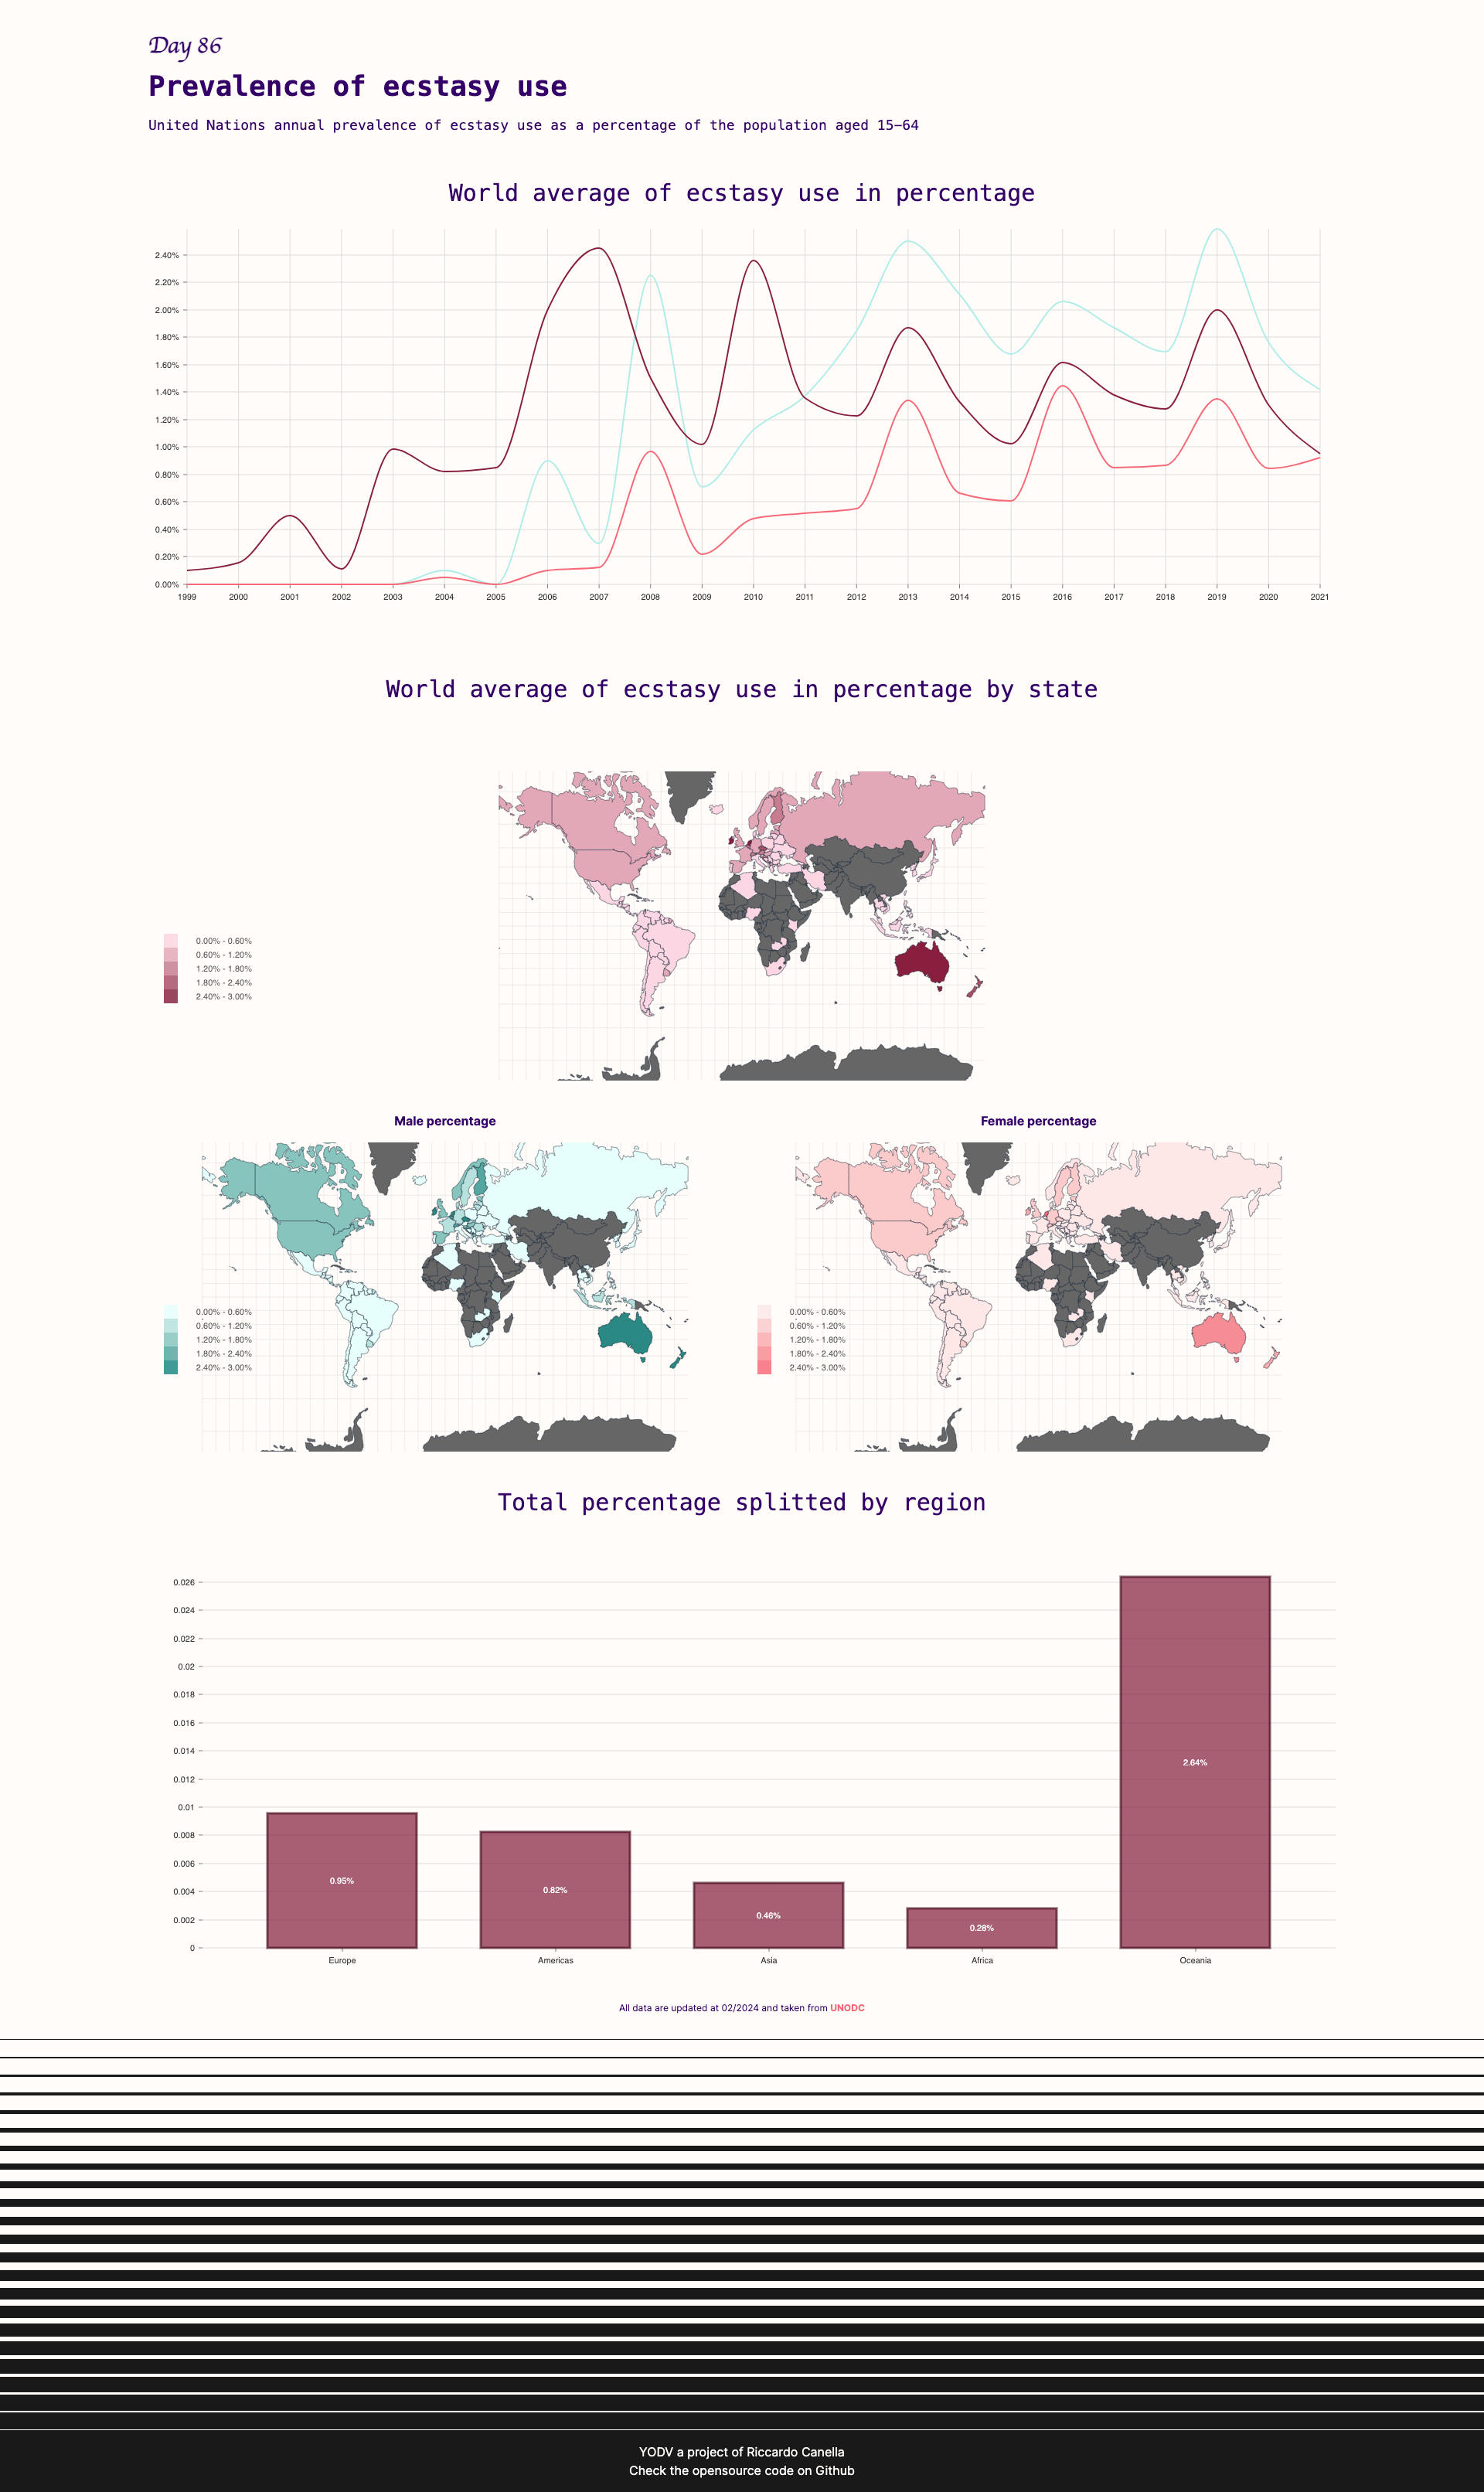 Day 86
Prevalence of ecstasy use
United Nations annual prevalence of ecstasy use as a percentage of the population aged 15-64
World average of ecstasy use in percentage
2.40%
2.20%
2.00%
1.80%
1.60%
1.40%
1.20%
1.00%
0.80%
0.60%
0.40%
0.20%
0.00%
1999 2000 2001 2002 2003 2004 2005 2006 2007 2008 2009 2010 2011 2012 2013 2014 2015 2016 2017 2018 2019 2020 2021
World average of ecstasy use in percentage by state
0.00% - 0.60%
0.60% - 1.20%
1.20% - 1.80%
1.80% - 2.40%
2.40% - 3.00%
Male percentage
0.00% - 0.60%
0.60% - 1.20%
1.20% - 1.80%
1.80% - 2.40%
2.40% - 3.00%
Female percentage
0.00% - 0.60%
0.60% - 1.20%
1.20% - 1.80%
1.80% - 2.40%
2.40% - 3.00%
Total percentage splitted by region
0.026
0.024
0.022
0.02
0.018
0.016
0.014
0.012
0.01
0.008
0.006
0.004
0.002
0
0.95% 0.82% 0.46% 0.28% 2.64%
Europe Americas Asia Africa Oceania
All data are updated at 02/2024 and taken from UNODC
YODV a project of Riccardo Canella
Check the opensource code on Github